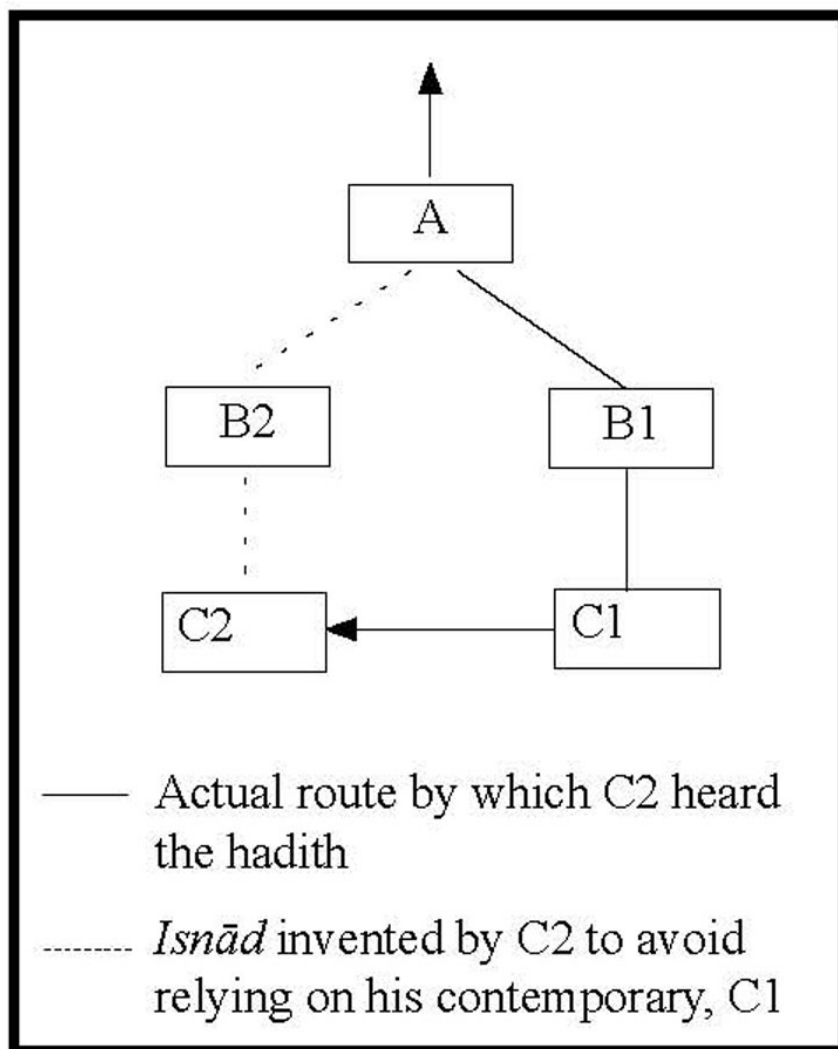 A
B2
B1
C2
C1
Actual route by which C2 heard
the hadith
Isnād invented by C2 to avoid
relying on his contemporary, C1